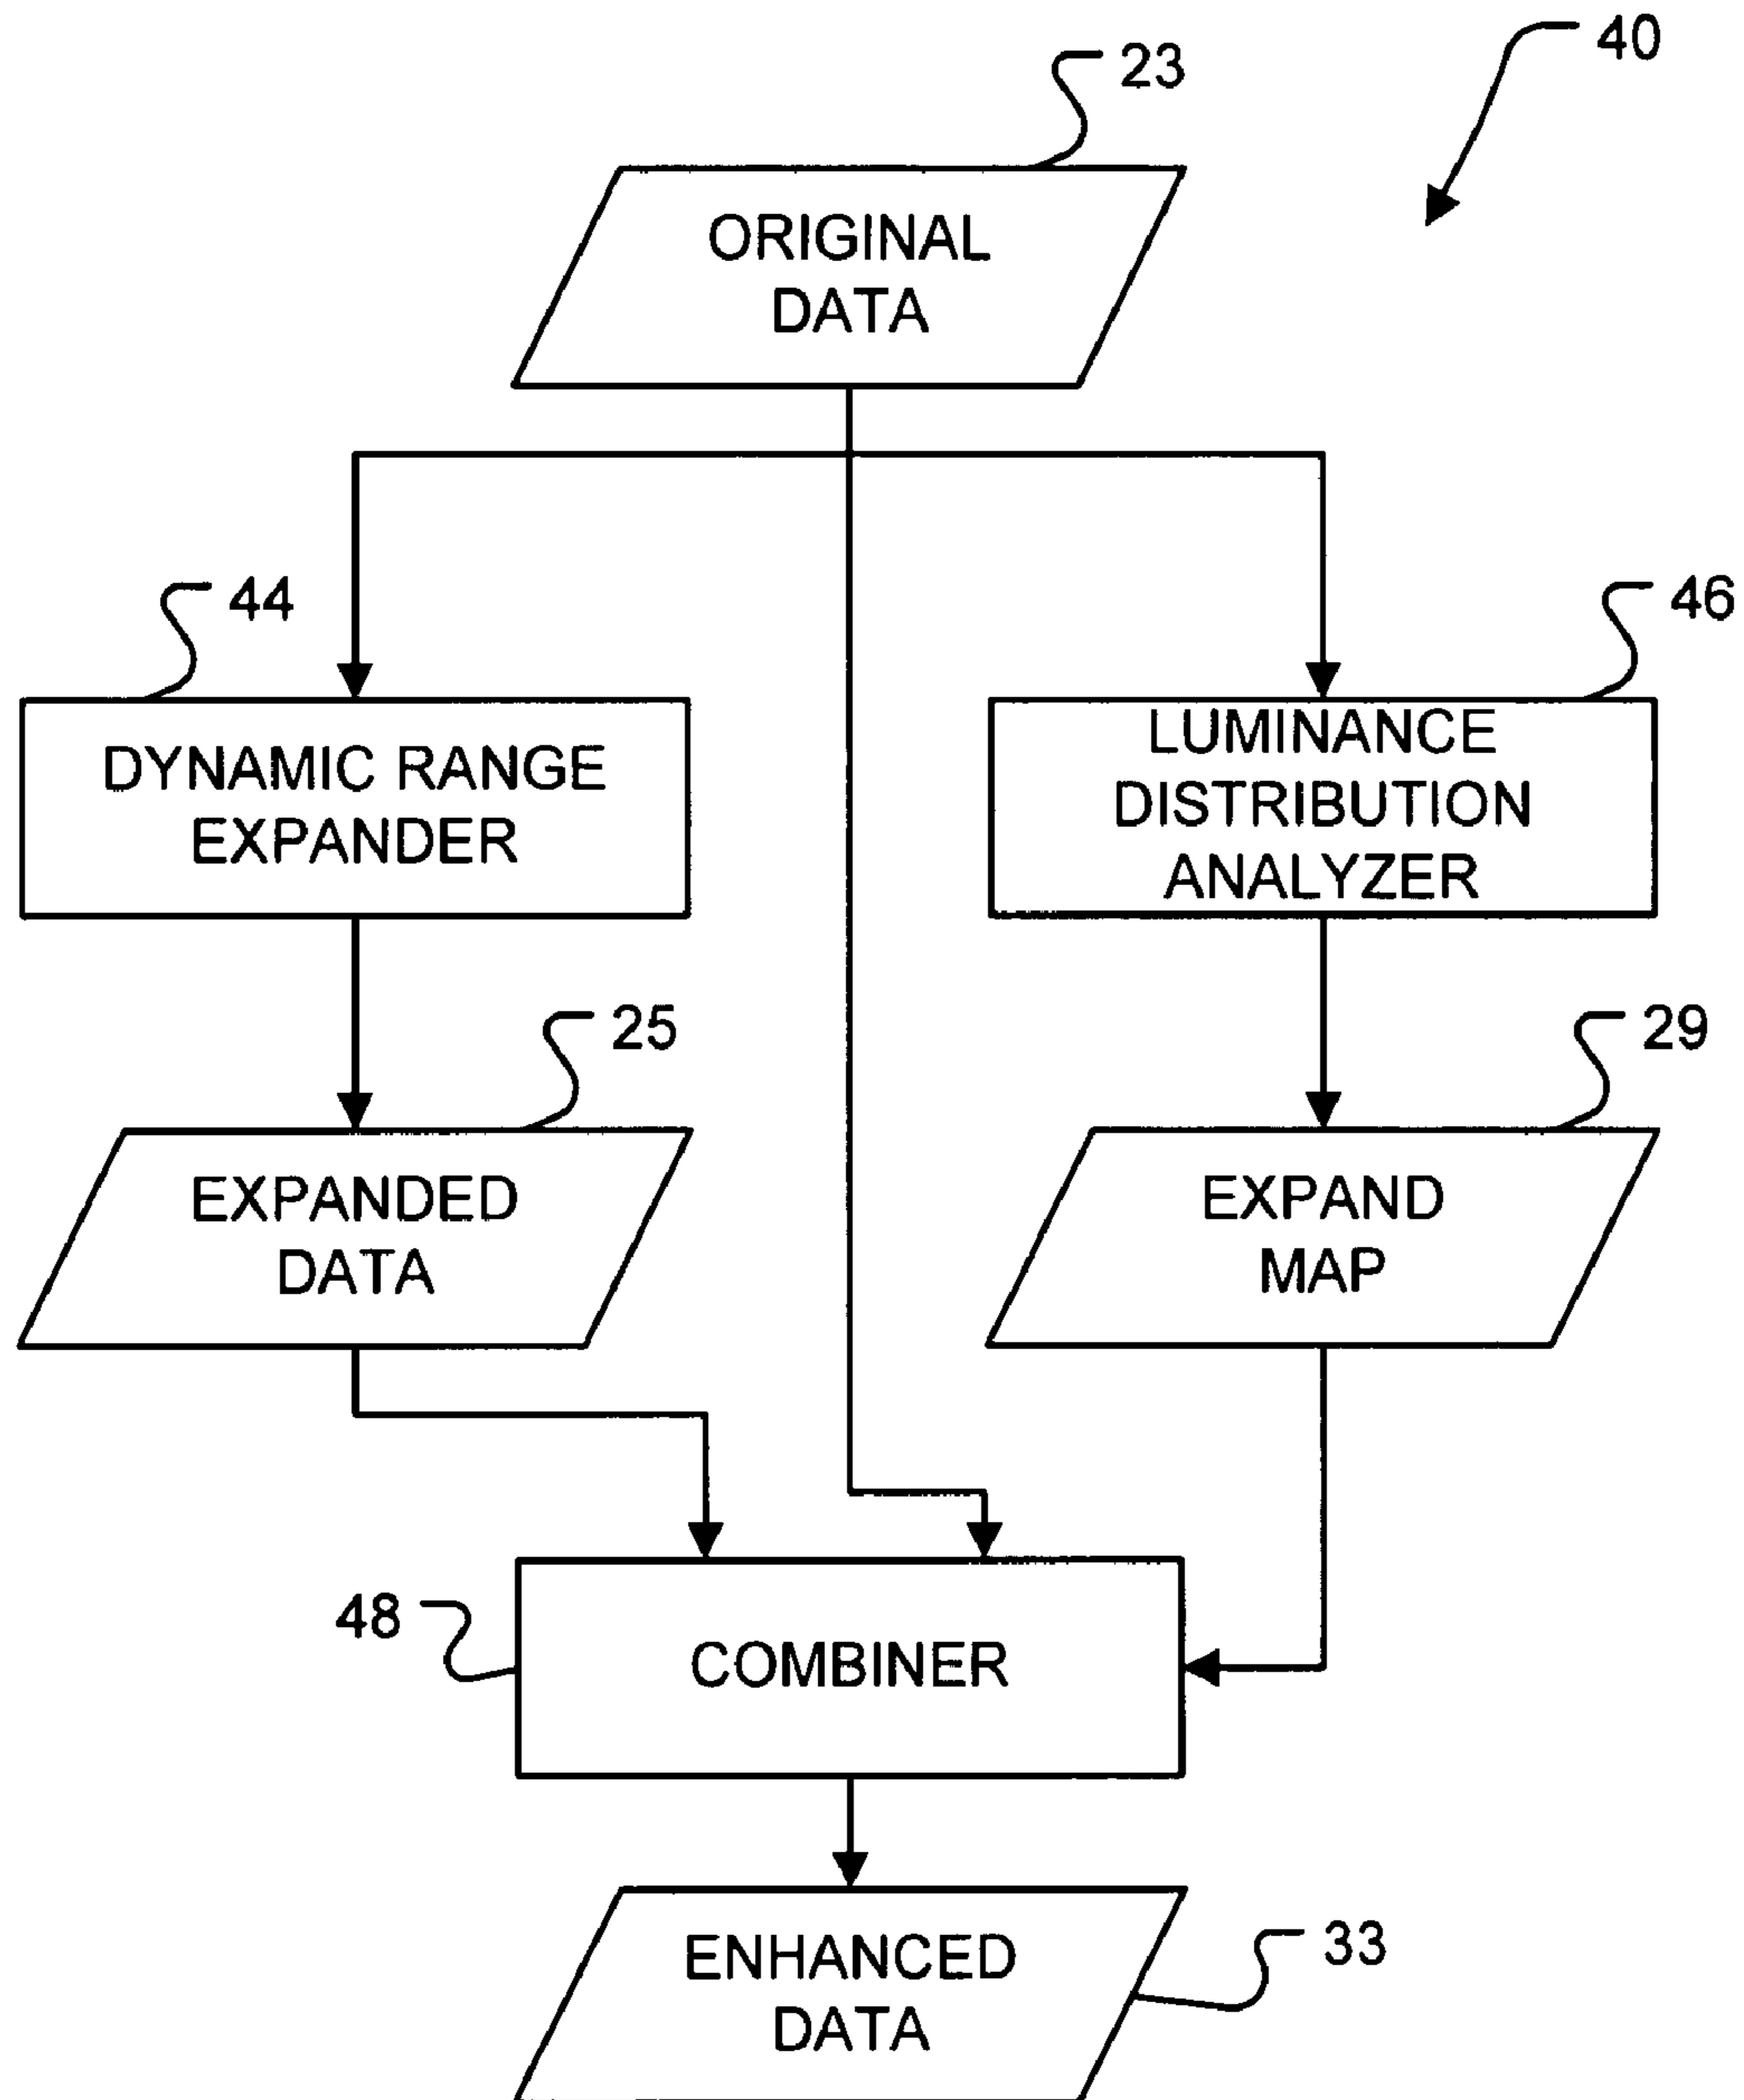 40
23
ORIGINAL
DATA
44
46
DYNAMIC RANGE
EXPANDER
LUMINANCE
DISTRIBUTION
ANALYZER
25
29
EXPANDED
DATA
EXPAND
MAP
48
COMBINER
ENHANCED
DATA
33